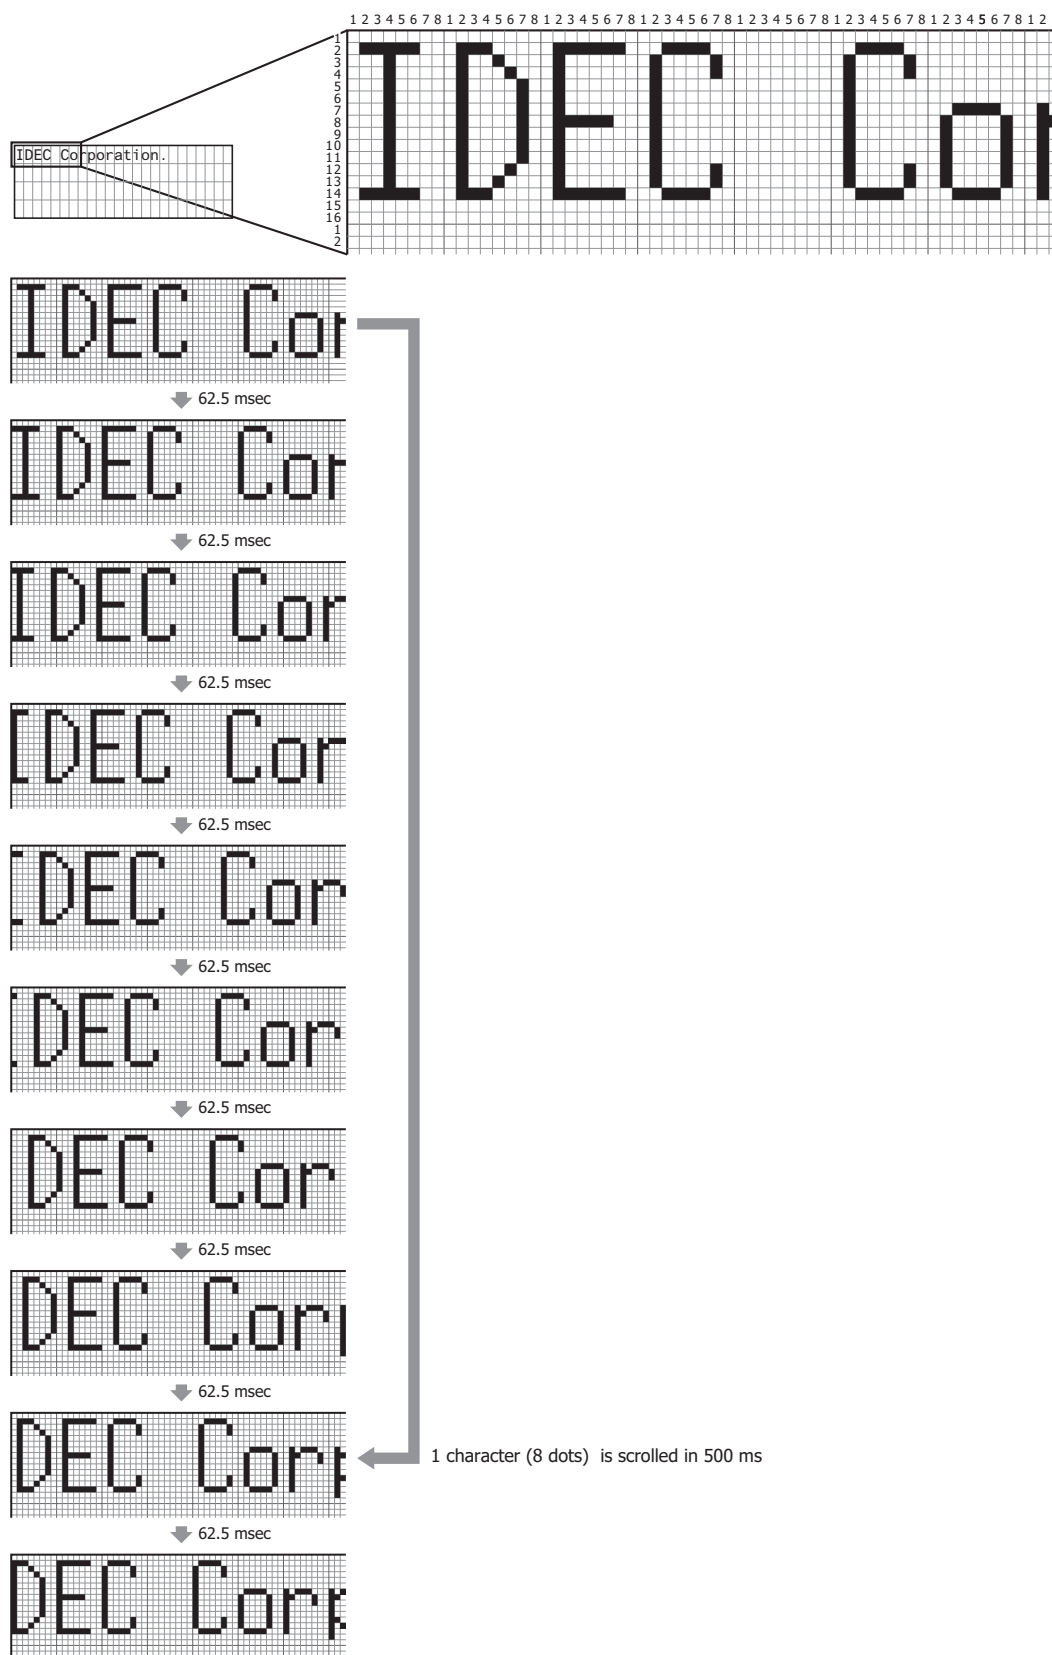 1 2 3 4 5 6 7 8 1 2 3 4 5 6 7 8 1 2 3 4 5 6 7 8 1 2 3 4 5 6 7 8 1 2 3 4 5 6 7 8 1 2 3 4 5 6 7 8 1 2 3 4 5 6 7 8 1 2
1
2
3
4
5
6
7
8
9
10
11
12
13
14
15
16
1
2
IDEC Co
IDEC Corporation.
IDEC Co
62.5 msec
IDEC Cor
62.5 msec
IDEC Cor
62.5 msec
IDEC Cor
62.5 msec
DEC Cor
62.5 msec
DEC Cor
62.5 msec
DEC Cor
62.5 msec
DEC Cor
62.5 msec
DEC Corp
1 character (8 dots) is scrolled in 500 ms
62.5 msec
DEC Corp